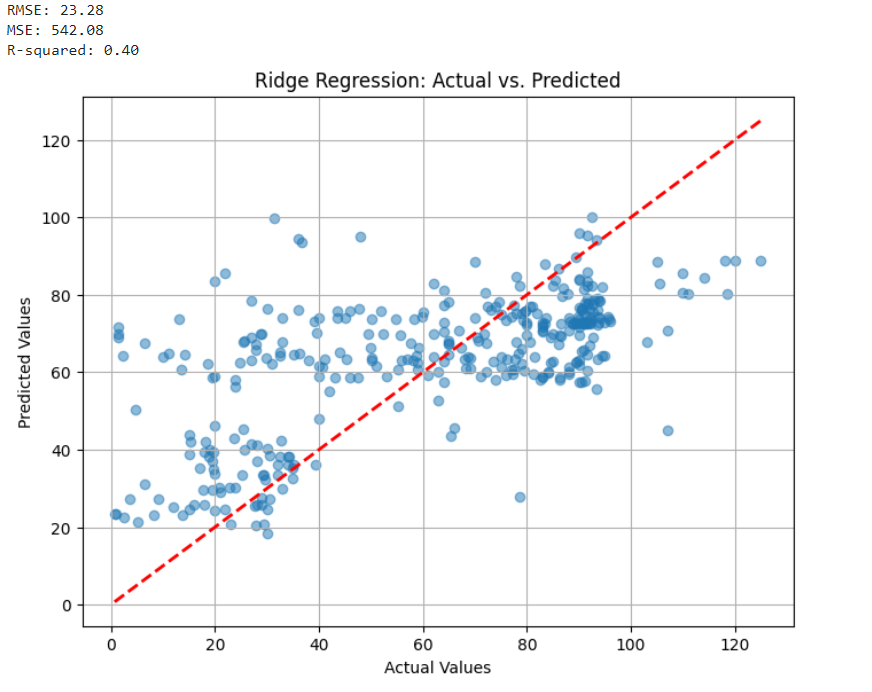 RMSE: 23.28
MSE: 542.08
R-squared: 0.40
Ridge Regression: Actual vs. Predicted
120
100
80
60
40
20
0
Predicted Values
0 20 40 60 80 100 120
Actual Values